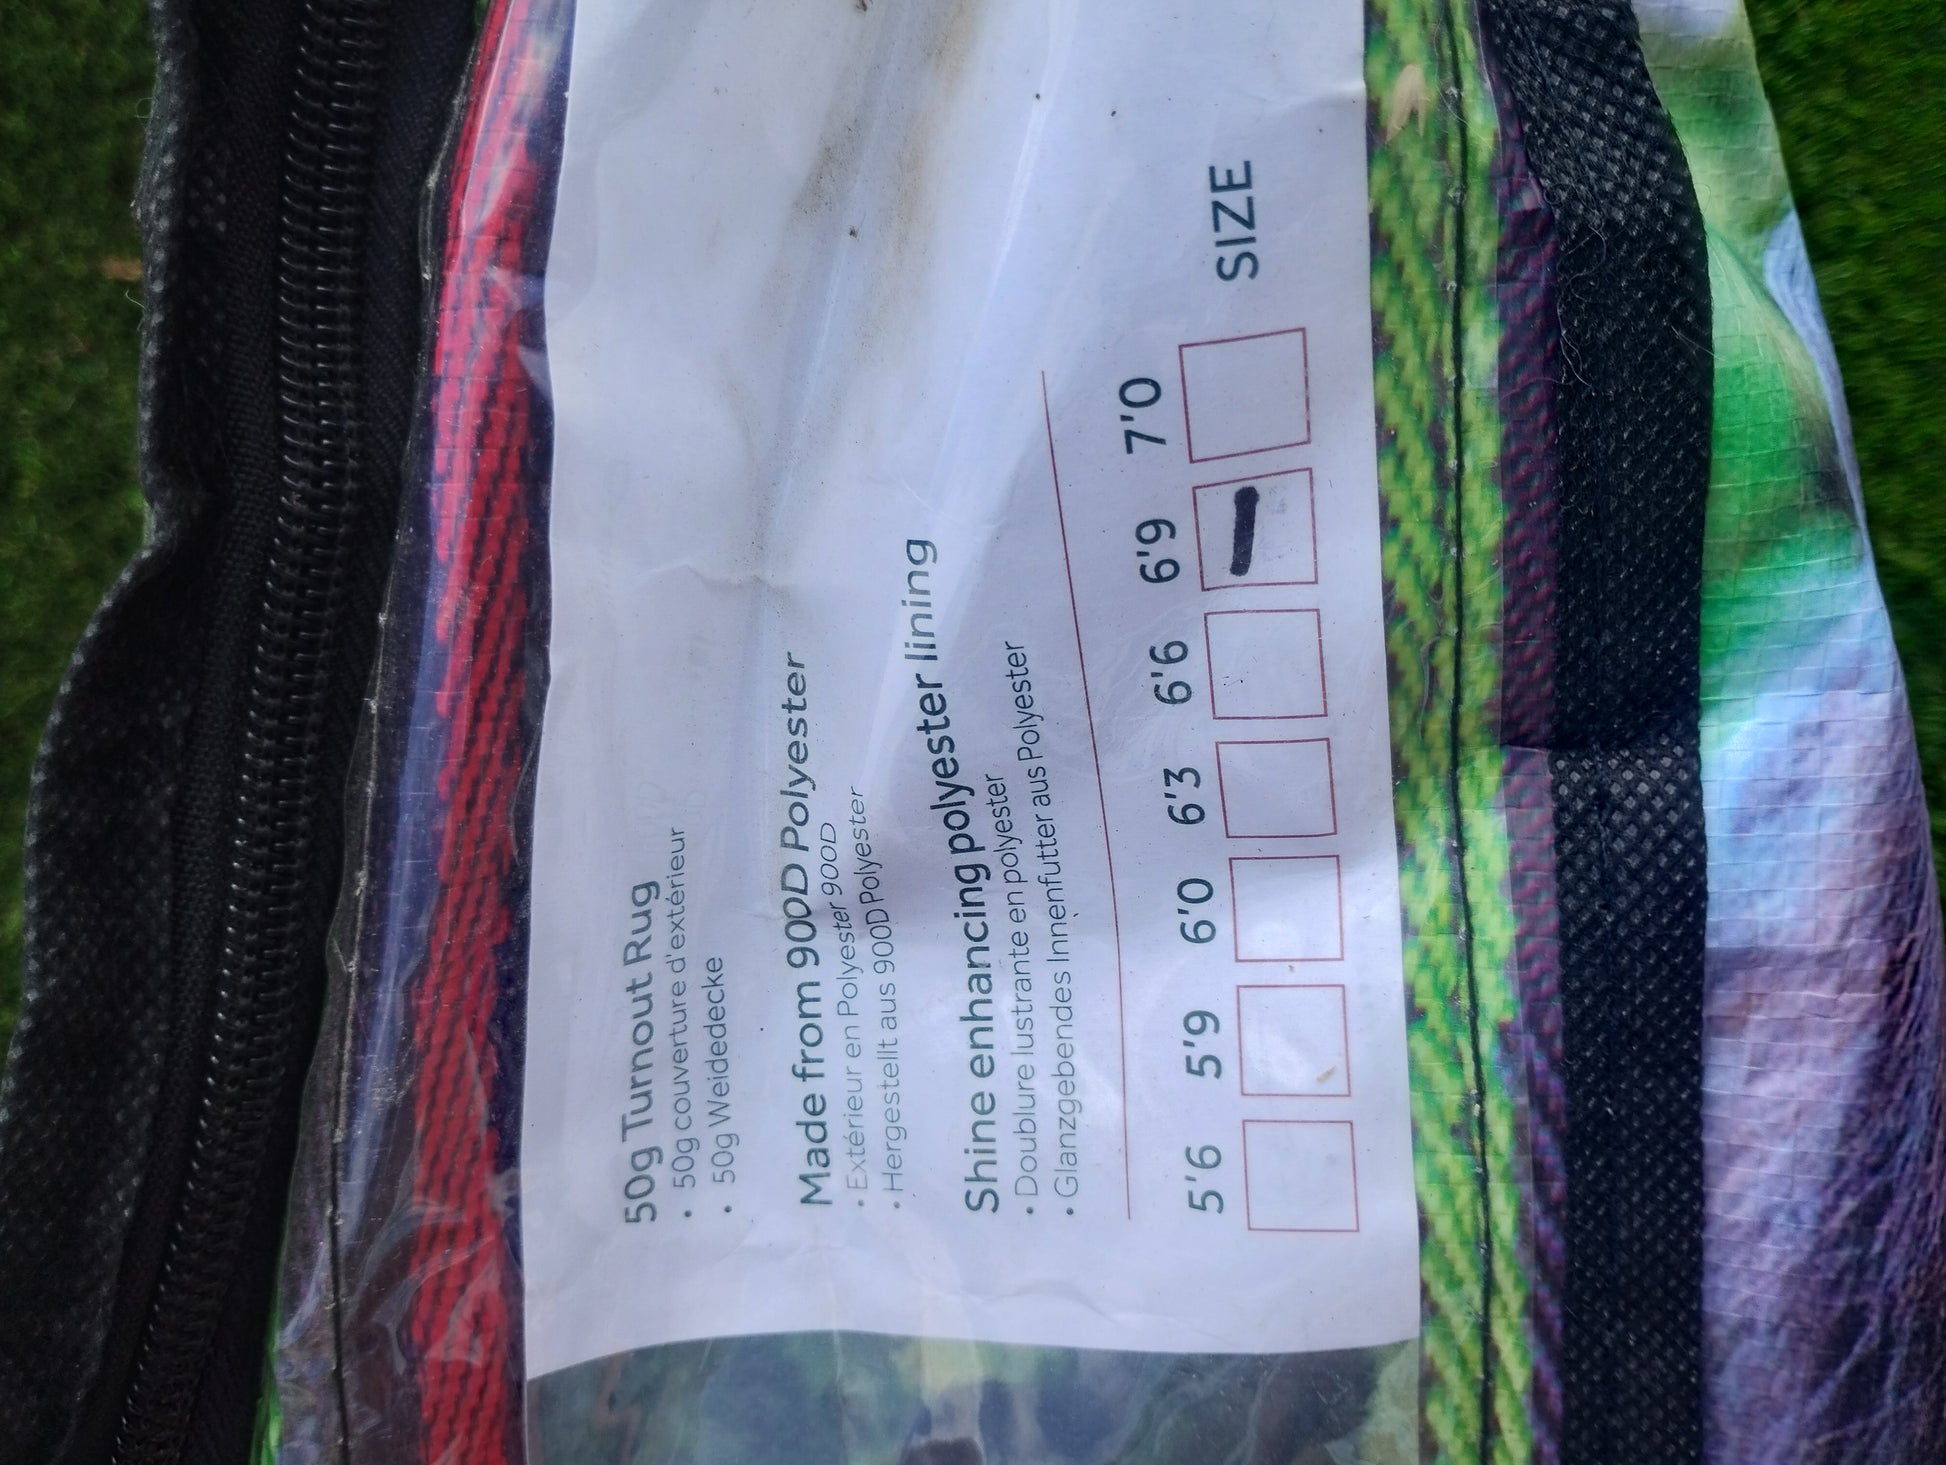 50g Turnout Rug
• 50g couverture d'extérieur
• 50g Weidedecke
Made from 900D Polyester
• Extérieur en Polyester 900D
• Hergestellt aus 900D Polyester
Shine enhancing polyester lining
• Doublure lustrante en polyester
• Glanzgebendes Innenfutter aus Polyester
5'6 5'9 6'0 6'3 6'6 6'9 7'0
SIZE